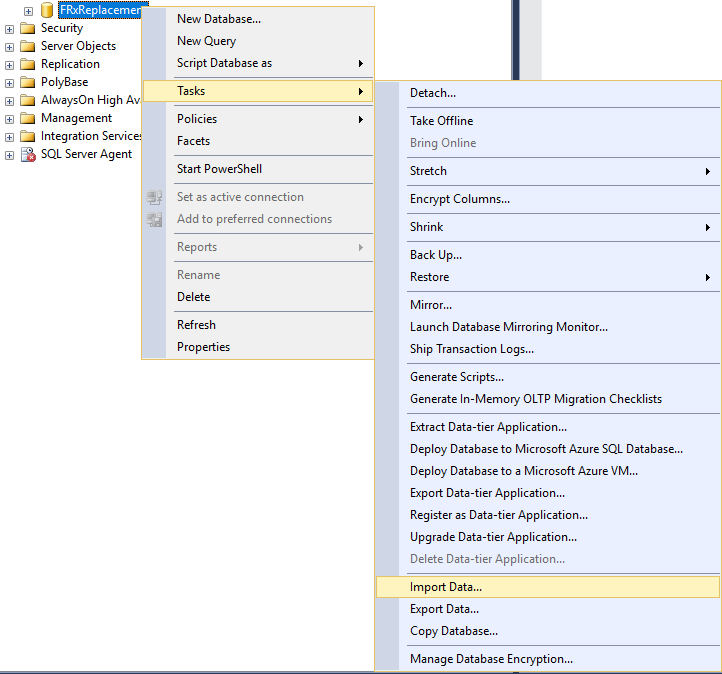 FRxReplacemen
Security
Server Objects
Replication
PolyBase
AlwaysOn High Av
Management
Integration Services
SQL Server Agent
New Database...
New Query
Script Database as
Tasks
Policies
Facets
Start PowerShell
Set as active connection
Add to preferred connections
Reports
Rename
Delete
Refresh
Properties
Detach...
Take Offline
Bring Online
Stretch
Encrypt Columns...
Shrink
Back Up...
Restore
Mirror...
Launch Database Mirroring Monitor...
Ship Transaction Logs...
Generate Scripts...
Generate In-Memory OLTP Migration Checklists
Extract Data-tier Application...
Deploy Database to Microsoft Azure SQL Database...
Deploy Database to a Microsoft Azure VM...
Export Data-tier Application...
Register as Data-tier Application...
Upgrade Data-tier Application...
Delete Data-tier Application...
Import Data...
Export Data...
Copy Database...
Manage Database Encryption...